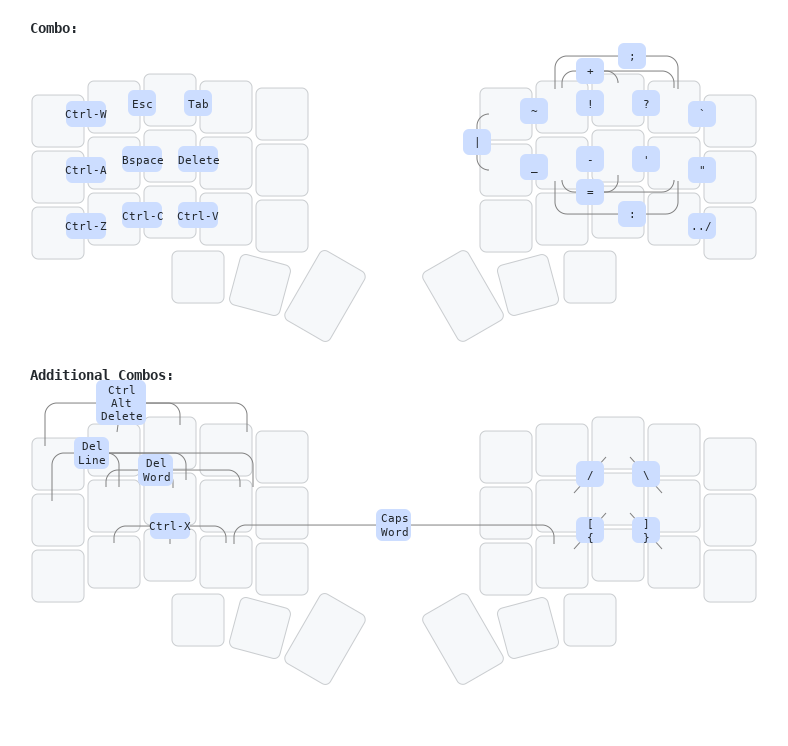 Combo:
;
+
Ctrl-W
Esc
Tab
~
!
?
`
|
Ctrl-A
Bspace
Delete
_
-
'
"
=
Ctrl-Z
Ctrl-C
Ctrl-V
:
../
Additional Combos:
Ctrl
Alt
Delete
Del
Line
Del
Word
/
\
Ctrl-X
Caps
Word
[
{
]
}